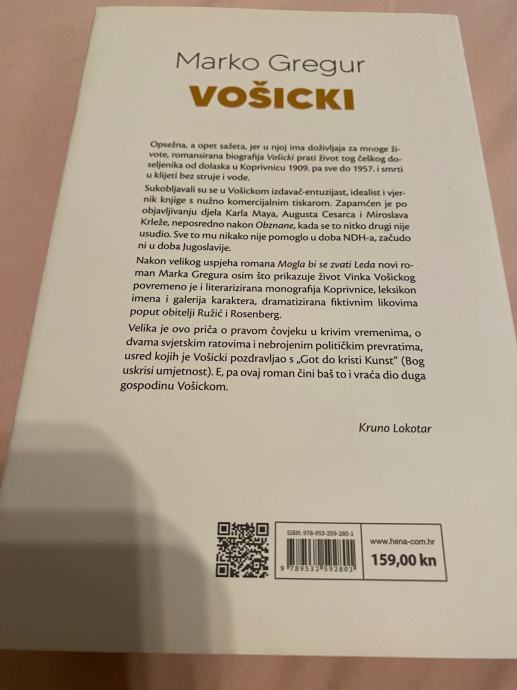 Marko Gregur
VOŠICKI
Opsežna, a opet sažeta, jer u njoj ima doživljaja za mnoge ži-
vote, romansirana biografija Vošicki prati život tog češkog do-
seljenika od dolaska u Koprivnicu 1909. pa sve do 1957. i smrti
u klijeti bez struje i vode.
Sukobljavali su se u Vošickom izdavač-entuzijast, idealist i vjer-
nik knjige s nužno komercijalnim tiskarom. Zapamćen je po
objavljivanju djela Karla Maya, Augusta Cesarca i Miroslava
Krleže, neposredno nakon Obznane, kada se to nitko drugi nije
usudio. Sve to mu nikako nije pomoglu u doba NDH-a, začudo
ni u doba Jugoslavije.
Nakon velikog uspjeha romana Mogla bi se zvati Leda novi ro-
man Marka Gregura osim što prikazuje život Vinka Vošickog
povremeno je i literarizirana monografija Koprivnice, leksikon
imena i galerija karaktera, dramatizirana fiktivnim likovima
poput obitelji Ružić i Rosenberg.
Velika je ovo priča o pravom čovjeku u krivim vremenima, o
dvama svjetskim ratovima i nebrojenim političkim prevratima,
usred kojih je Vošicki pozdravljao s „Got do kristi Kunst" (Bog
uskrisi umjetnost). E, pa ovaj roman čini baš to i vraća dio duga
gospodinu Vošickom.
Kruno Lokotar
ISBN: 978-953-259-280-1
9 789532 592801
www.hena-com.hr
159,00 kn